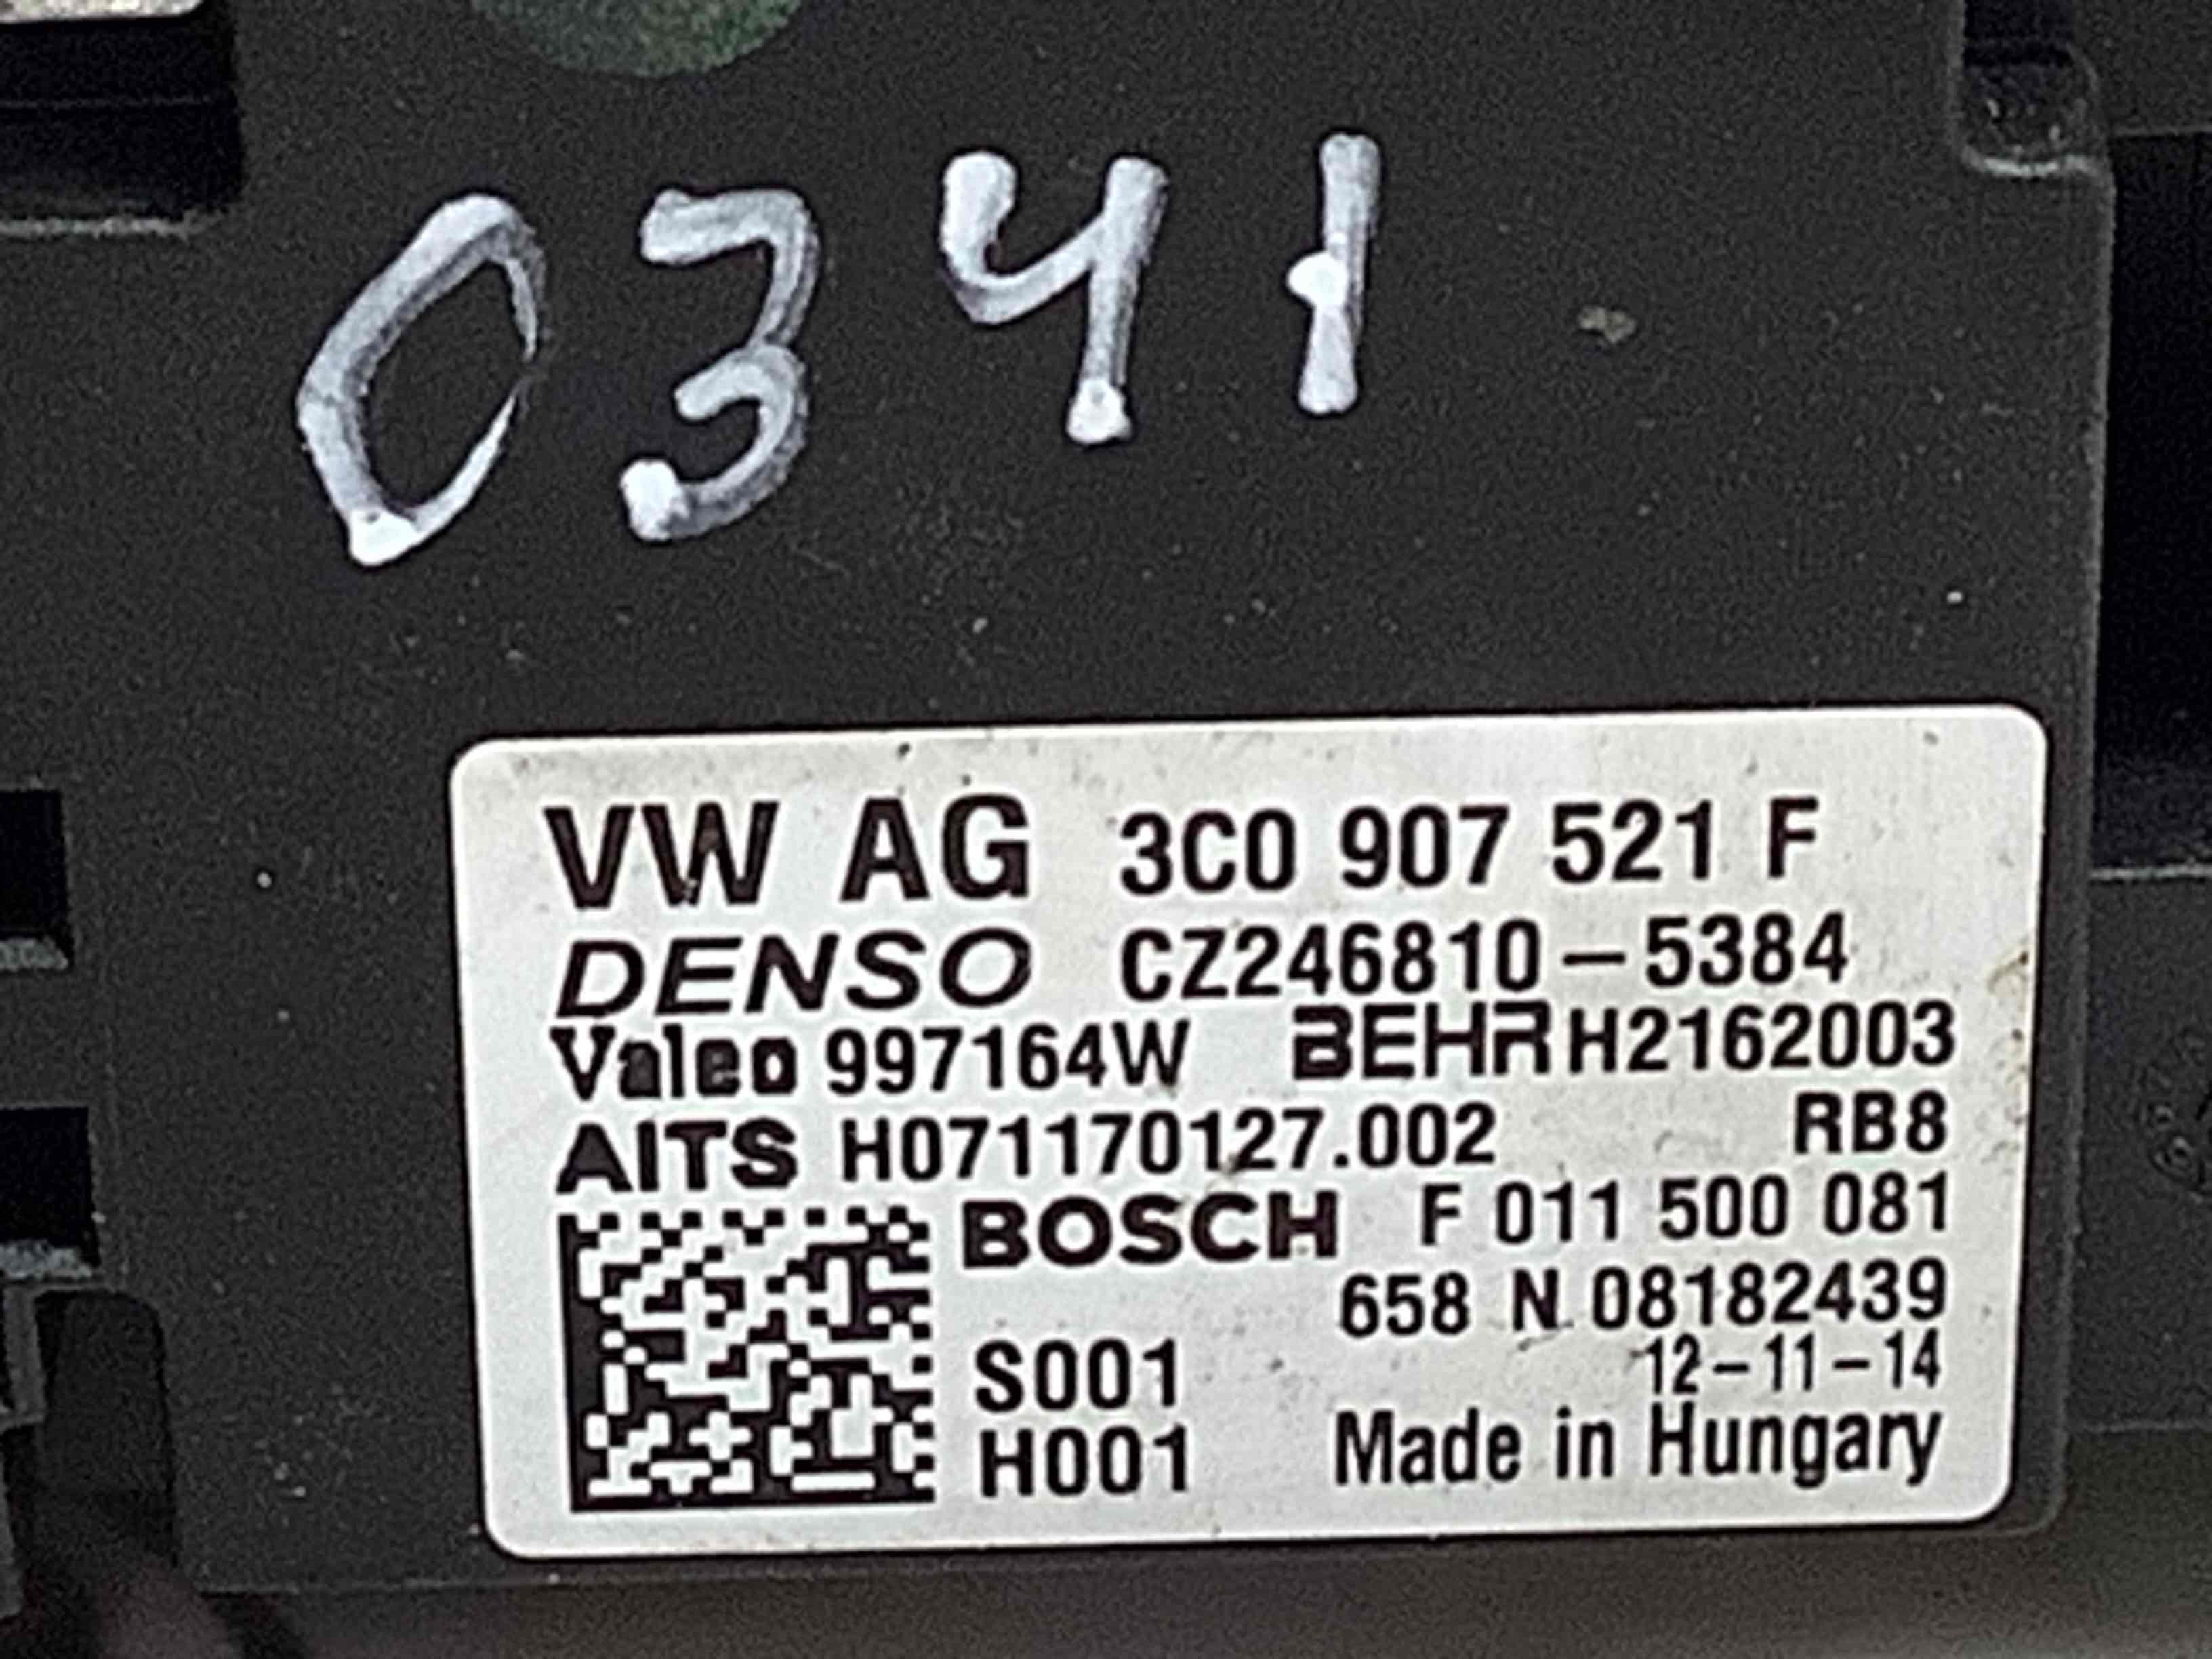 0341
VW AG 3C0 907 521 F
DENSO CZ246810-5384
Valeo 997164W BEHR H2162003
AITS H071170127.002 RB8
BOSCH F 011 500 081
658 N 08182439
S001 12-11-14
H001 Made in Hungary